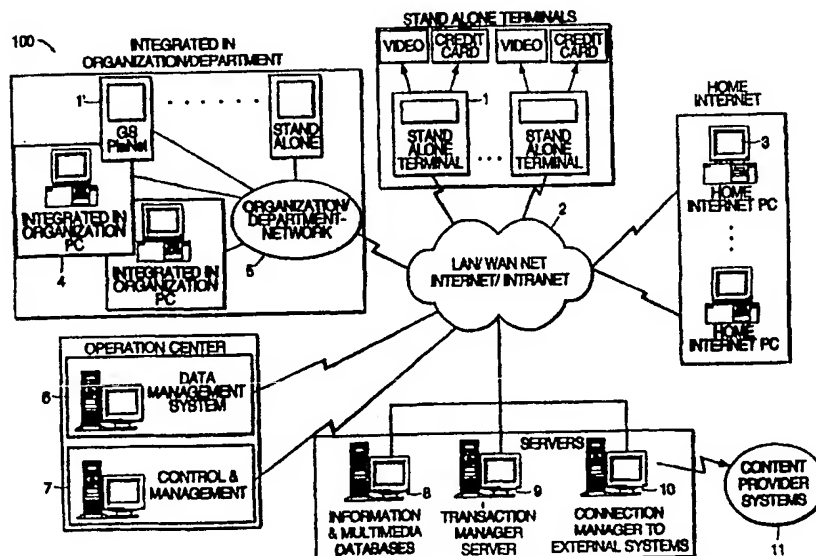 100
INTEGRATED IN
ORGANIZATION/DEPARTMENT
1'
GS
PlaNet
STAND
ALONE
INTEGRATED IN
ORGANIZATION
PC
4
INTEGRATED IN
ORGANIZATION
PC
ORGANIZATION/
DEPARTMENT-
NETWORK
5
STAND ALONE TERMINALS
VIDEO
CREDIT
CARD
VIDEO
CREDIT
CARD
1
STAND
ALONE
TERMINAL
STAND
ALONE
TERMINAL
HOME
INTERNET
3
HOME
INTERNET PC
HOME
INTERNET PC
2
LAN/WAN NET
INTERNET/INTRANET
OPERATION CENTER
6
DATA
MANAGEMENT
SYSTEM
7
CONTROL &
MANAGEMENT
SERVERS
8
INFORMATION
& MULTIMEDIA
DATABASES
9
TRANSACTION
MANAGER
SERVER
10
CONNECTION
MANAGER TO
EXTERNAL SYSTEMS
CONTENT
PROVIDER
SYSTEMS
11